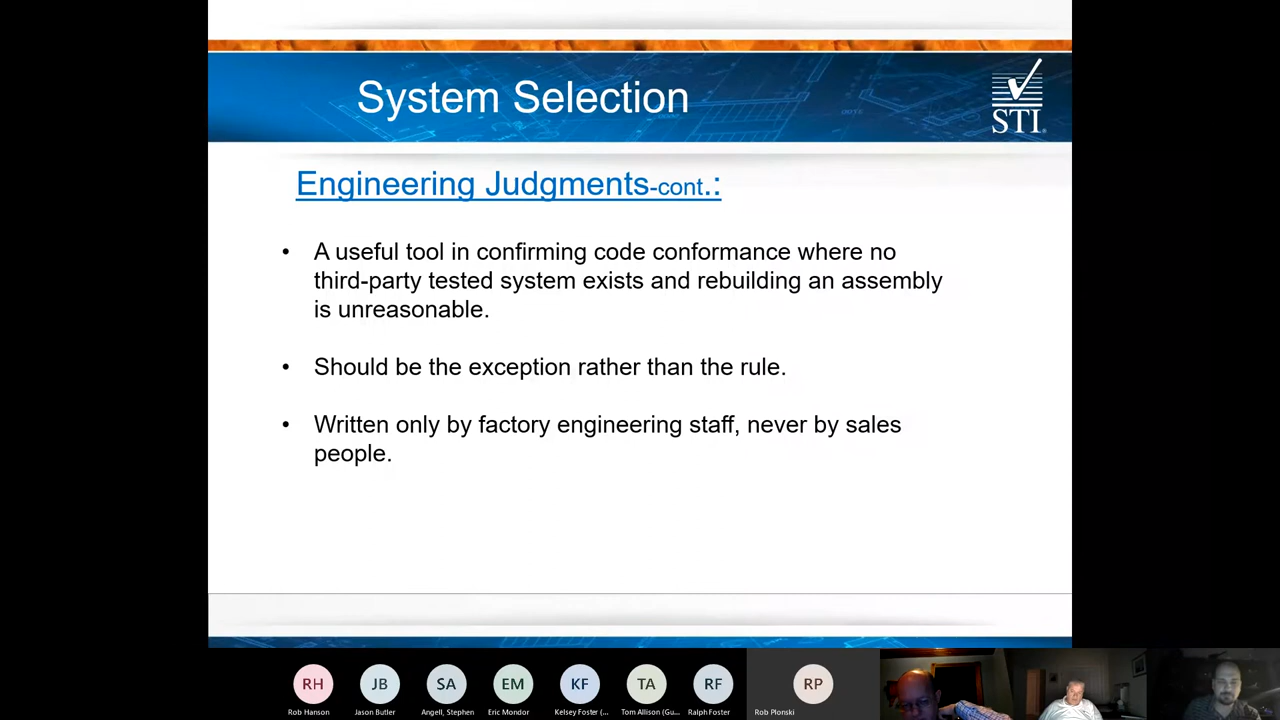 System Selection
STI
Engineering Judgments-cont.:
• A useful tool in confirming code conformance where no
third-party tested system exists and rebuilding an assembly
is unreasonable.
• Should be the exception rather than the rule.
• Written only by factory engineering staff, never by sales
people.
RH JB SA EM KF TA RF RP
Rob Hanson Jason Butler Angell, Stephen Eric Mondor Kelsey Foster (... Tom Allison (Gu... Ralph Foster Rob Plonski